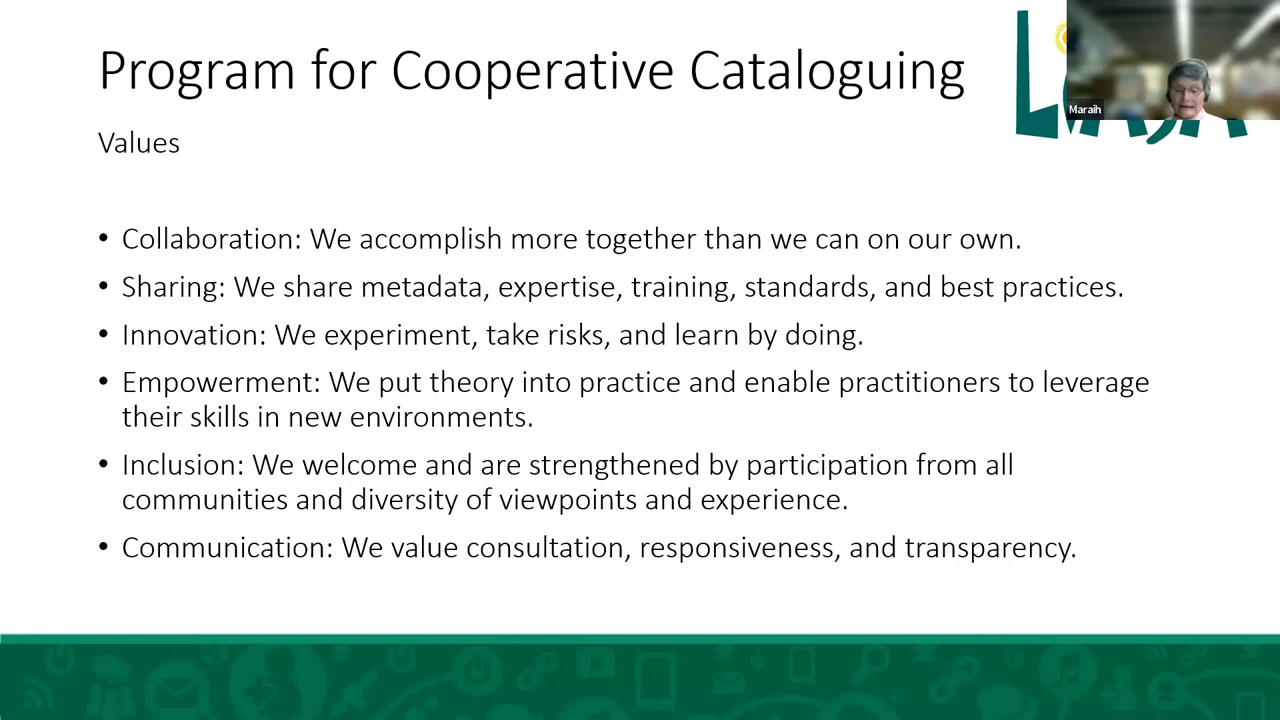 Program for Cooperative Cataloguing
Maraih
Values
• Collaboration: We accomplish more together than we can on our own.
• Sharing: We share metadata, expertise, training, standards, and best practices.
• Innovation: We experiment, take risks, and learn by doing.
• Empowerment: We put theory into practice and enable practitioners to leverage
their skills in new environments.
• Inclusion: We welcome and are strengthened by participation from all
communities and diversity of viewpoints and experience.
• Communication: We value consultation, responsiveness, and transparency.